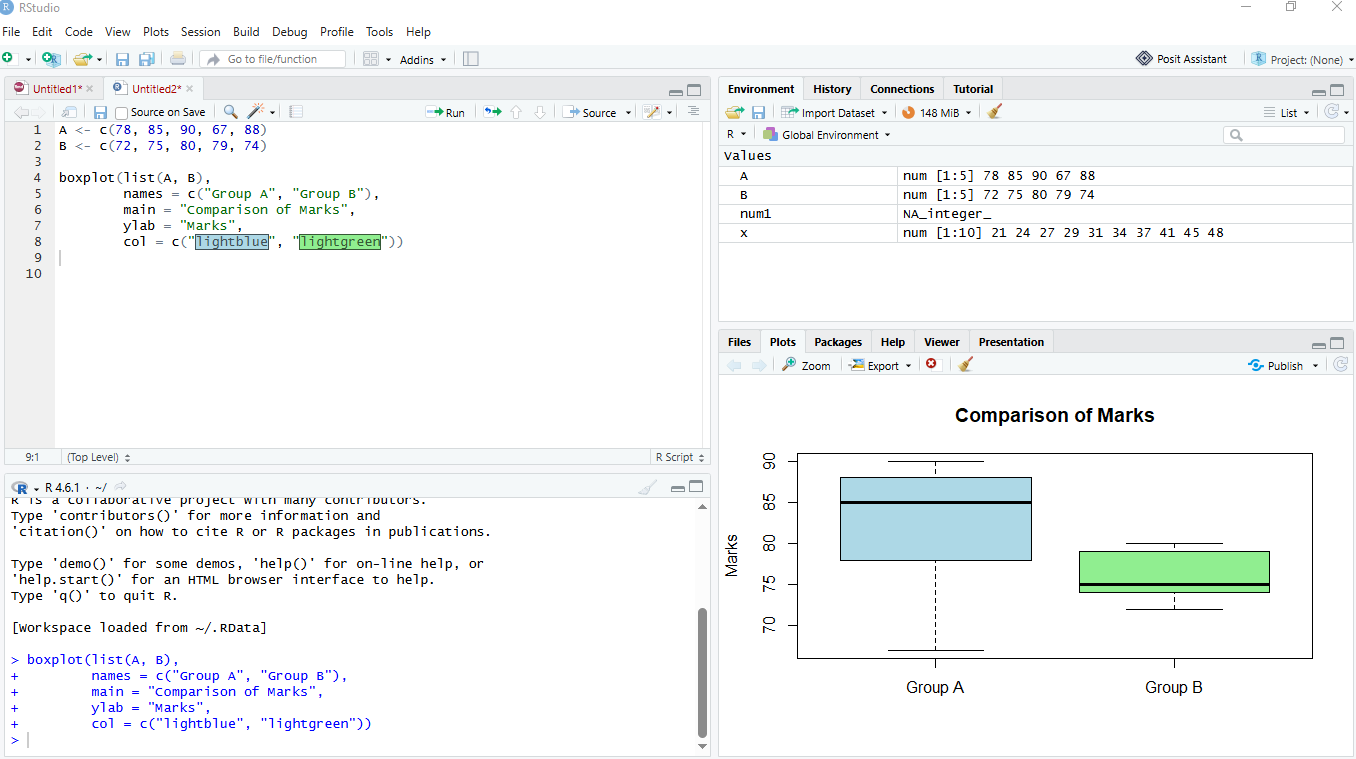 RStudio
File Edit Code View Plots Session Build Debug Profile Tools Help
Go to file/function Addins Posit Assistant Project: (None)
Untitled1* Untitled2*
Source on Save Run Source
1 A <- c(78, 85, 90, 67, 88)
2 B <- c(72, 75, 80, 79, 74)
3
4 boxplot(list(A, B),
5 names = c("Group A", "Group B"),
6 main = "Comparison of Marks",
7 ylab = "Marks",
8 col = c("lightblue", "lightgreen"))
9
10
9:1 (Top Level) R Script
R 4.6.1 · ~/
R is a collaborative project with many contributors.
Type 'contributors()' for more information and
'citation()' on how to cite R or R packages in publications.
Type 'demo()' for some demos, 'help()' for on-line help, or
'help.start()' for an HTML browser interface to help.
Type 'q()' to quit R.
[Workspace loaded from ~/.RData]
> boxplot(list(A, B),
+ names = c("Group A", "Group B"),
+ main = "Comparison of Marks",
+ ylab = "Marks",
+ col = c("lightblue", "lightgreen"))
>
Environment History Connections Tutorial
Import Dataset 148 MiB List
R Global Environment
Values
A num [1:5] 78 85 90 67 88
B num [1:5] 72 75 80 79 74
num1 NA_integer_
x num [1:10] 21 24 27 29 31 34 37 41 45 48
Files Plots Packages Help Viewer Presentation
Zoom Export Publish
Comparison of Marks
Marks
90
85
80
75
70
Group A Group B